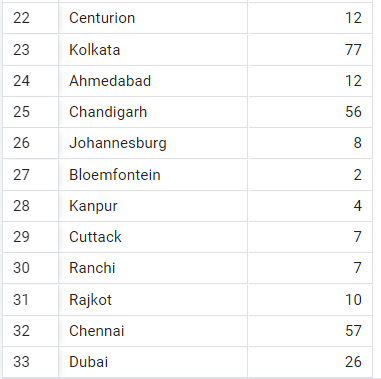 22 Centurion 12
23 Kolkata 77
24 Ahmedabad 12
25 Chandigarh 56
26 Johannesburg 8
27 Bloemfontein 2
28 Kanpur 4
29 Cuttack 7
30 Ranchi 7
31 Rajkot 10
32 Chennai 57
33 Dubai 26